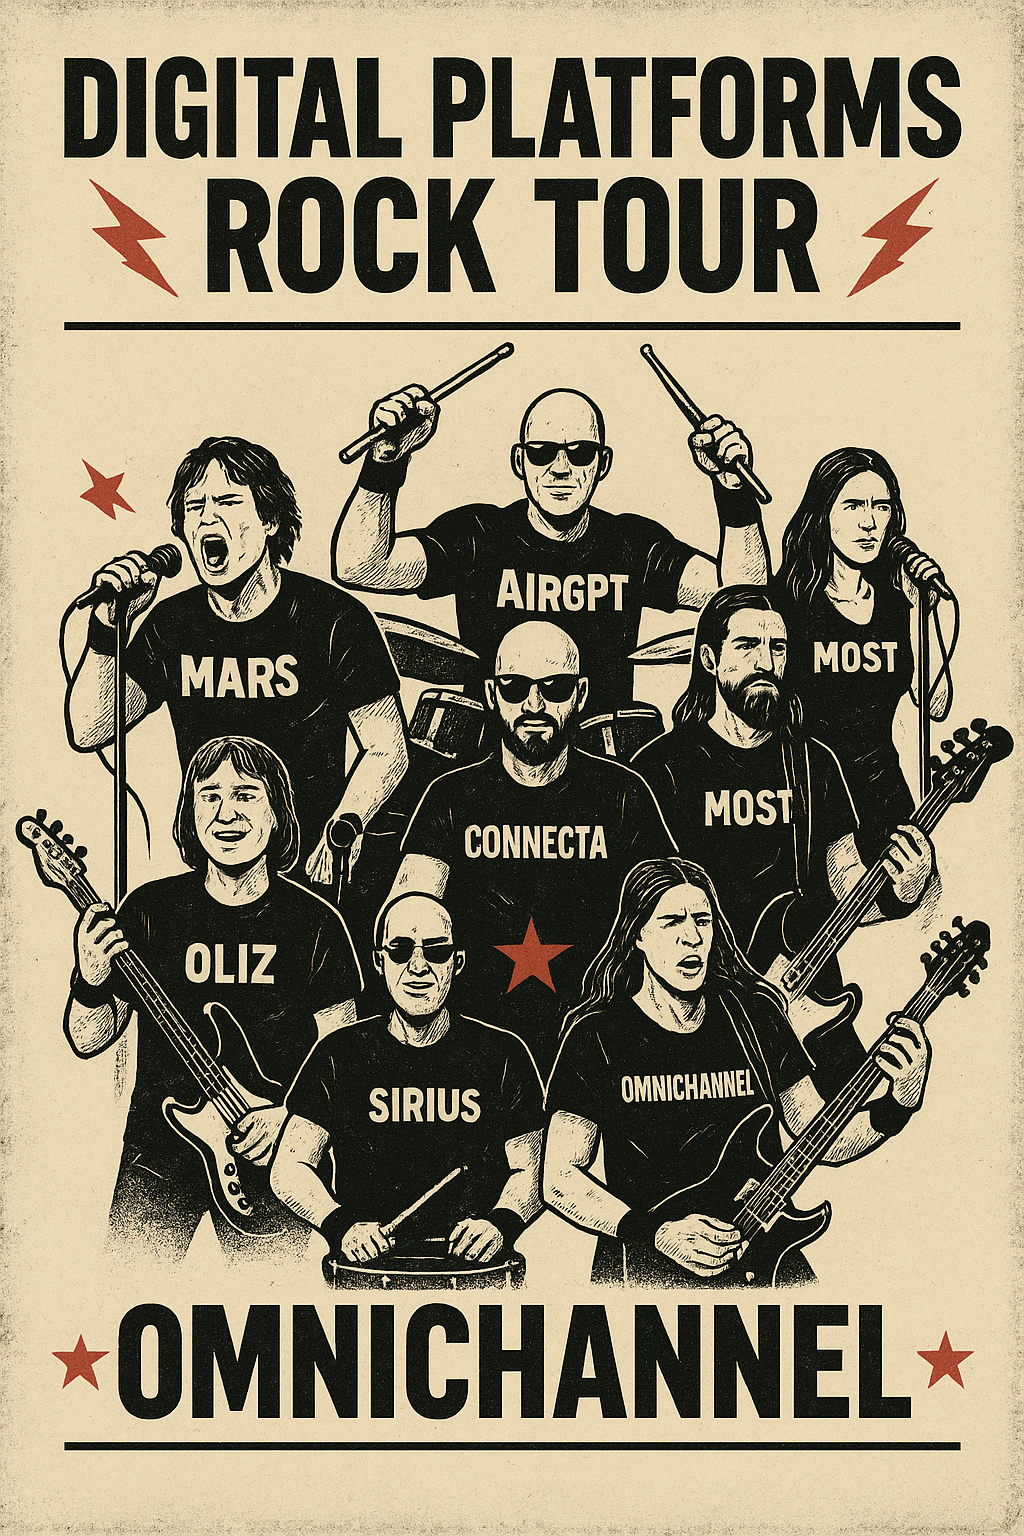 DIGITAL PLATFORMS
ROCK TOUR
AIRGPT
MARS
MOST
MOST
CONNECTA
OLIZ
SIRIUS
OMNICHANNEL
OMNICHANNEL